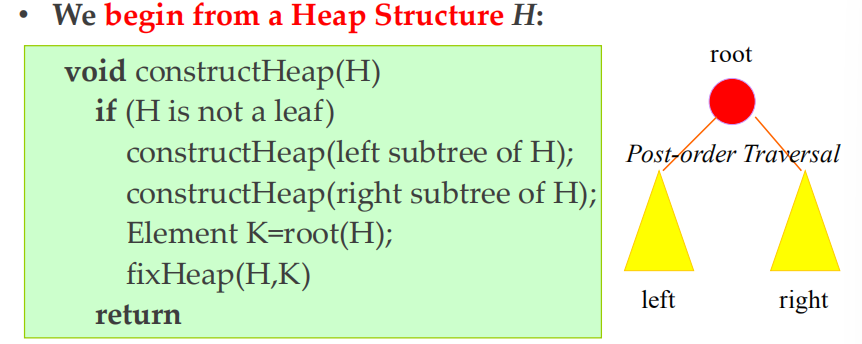 • We begin from a Heap Structure H:
void constructHeap(H)
if (H is not a leaf)
constructHeap(left subtree of H);
constructHeap(right subtree of H);
Element K=root(H);
fixHeap(H,K)
return
root
Post-order Traversal
left
right